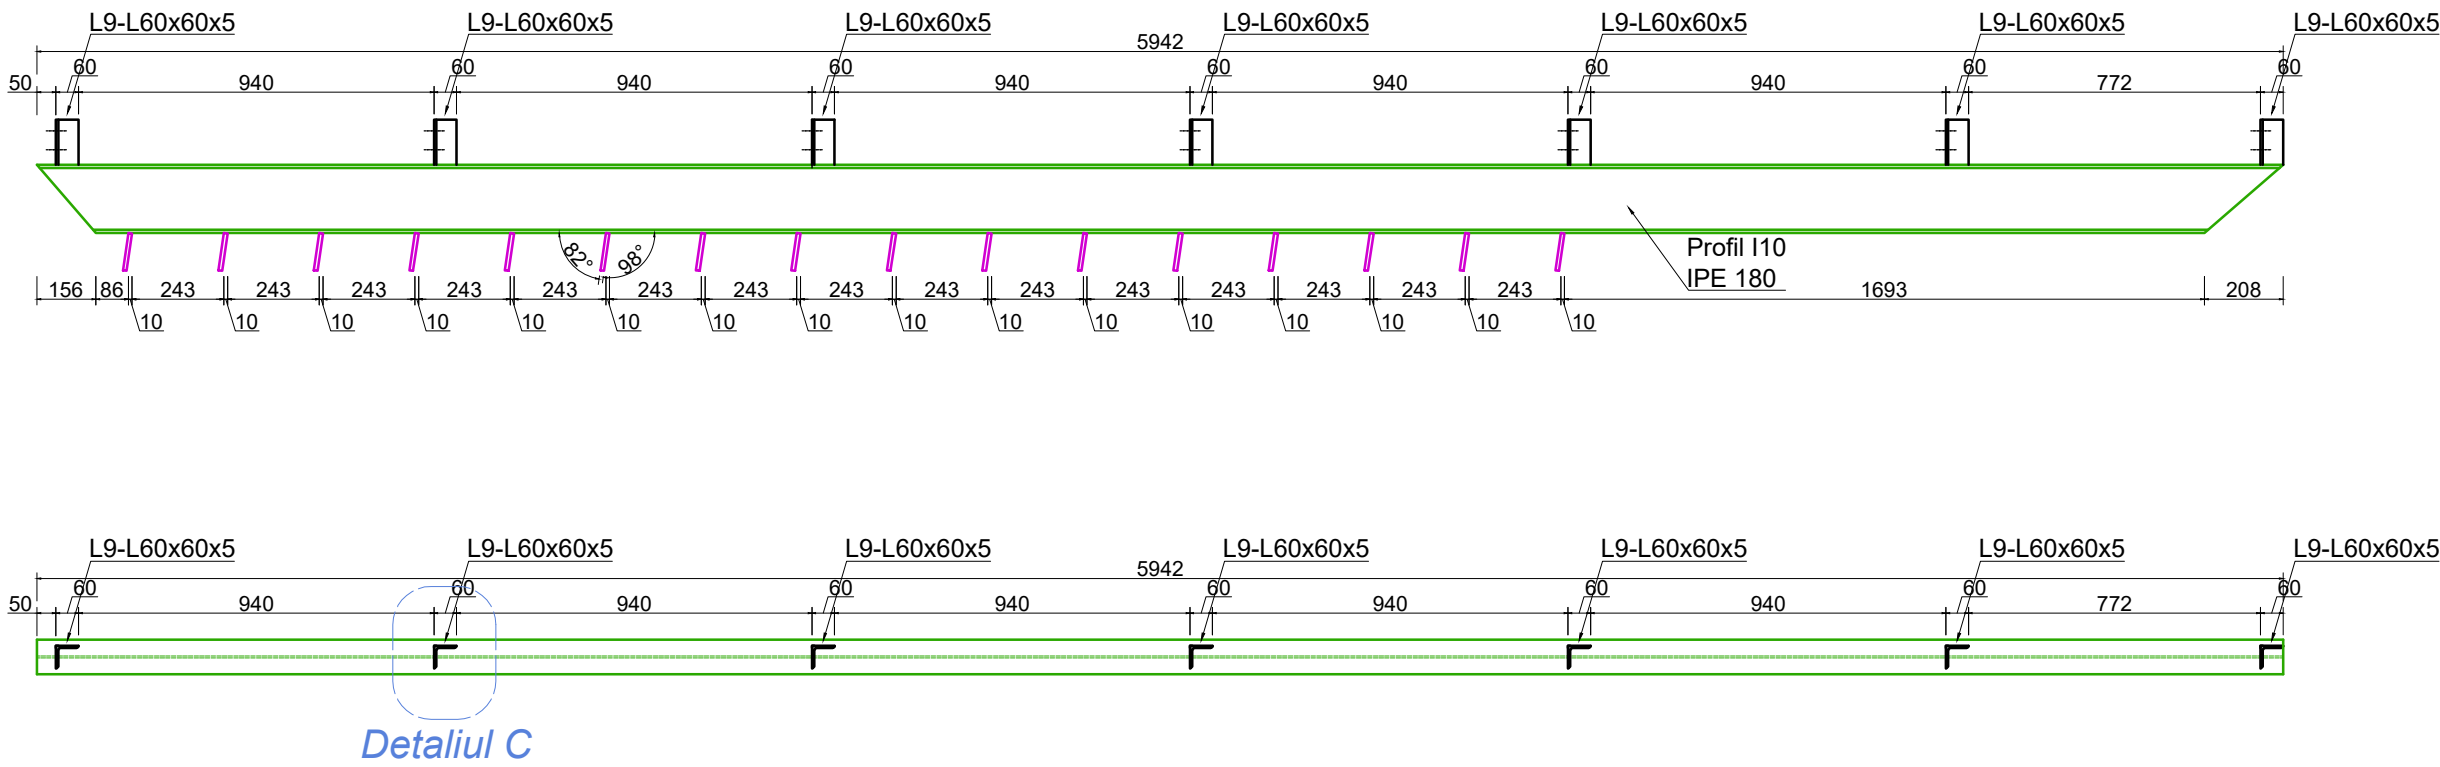 L9-L60x60x5 L9-L60x60x5 L9-L60x60x5 L9-L60x60x5 L9-L60x60x5 L9-L60x60x5 L9-L60x60x5
5942
60 60 60 60 60 60 60
50 940 940 940 940 940 772
82° 98°
Profil I10
IPE 180
156 86 243 243 243 243 243 243 243 243 243 243 243 243 243 243 243 1693 208
10 10 10 10 10 10 10 10 10 10 10 10 10 10 10 10
L9-L60x60x5 L9-L60x60x5 L9-L60x60x5 L9-L60x60x5 L9-L60x60x5 L9-L60x60x5 L9-L60x60x5
5942
60 60 60 60 60 60 60
50 940 940 940 940 940 772
Detaliul C